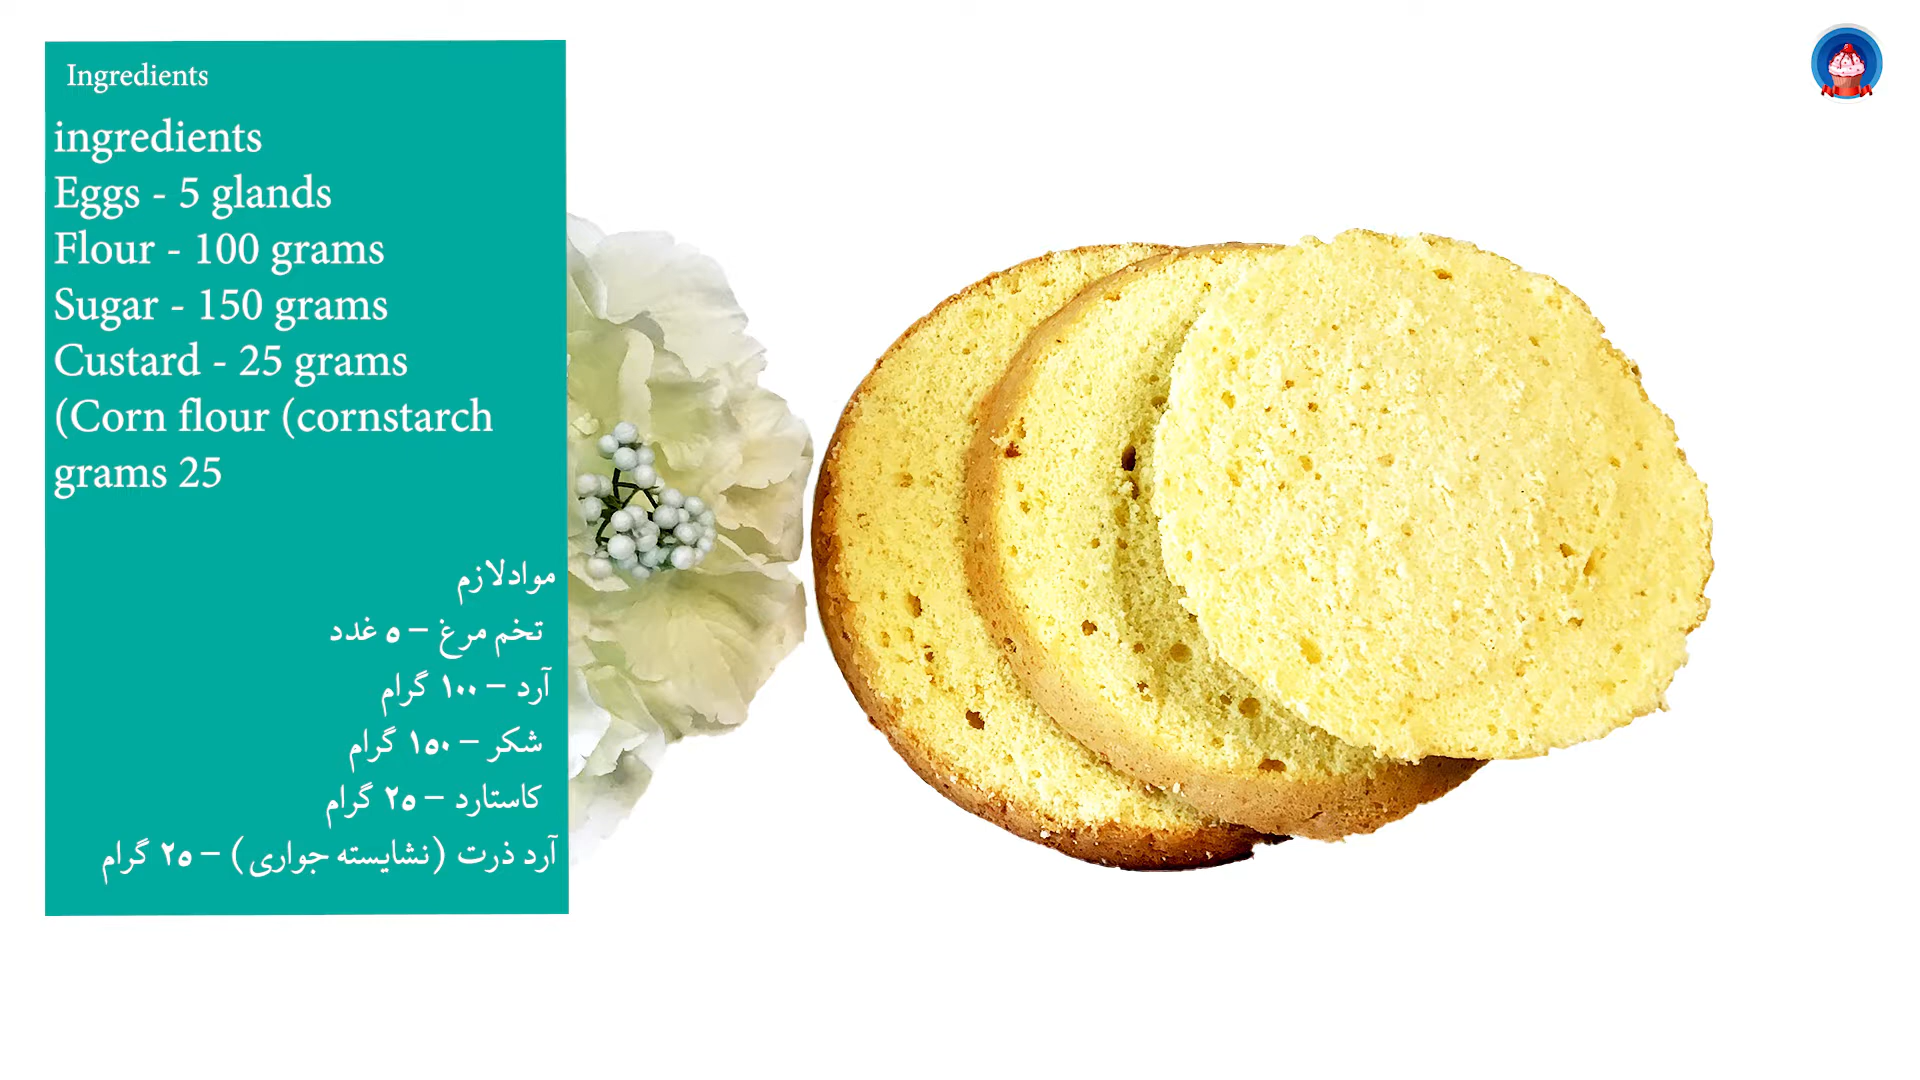 Ingredients
ingredients
Eggs - 5 glands
Flour - 100 grams
Sugar - 150 grams
Custard - 25 grams
(Corn flour (cornstarch
grams 25
موادلازم
تخم مرغ – ۵ غدد
آرد – ۱۰۰ گرام
شکر – ۱۵۰ گرام
کاستارد – ۲۵ گرام
آرد ذرت (نشایسته جواری) – ۲۵ گرام